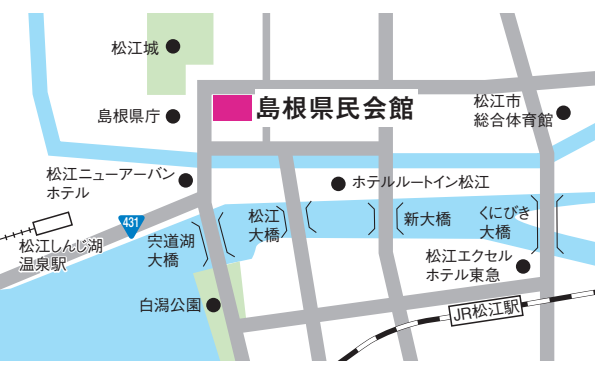 松江城
島根県庁
島根県民会館
松江市
総合体育館
松江ニューアーバン
ホテル
ホテルルートイン松江
431
松江しんじ湖
温泉駅
宍道湖
大橋
松江
大橋
新大橋
くにびき
大橋
松江エクセル
ホテル東急
白潟公園
JR松江駅